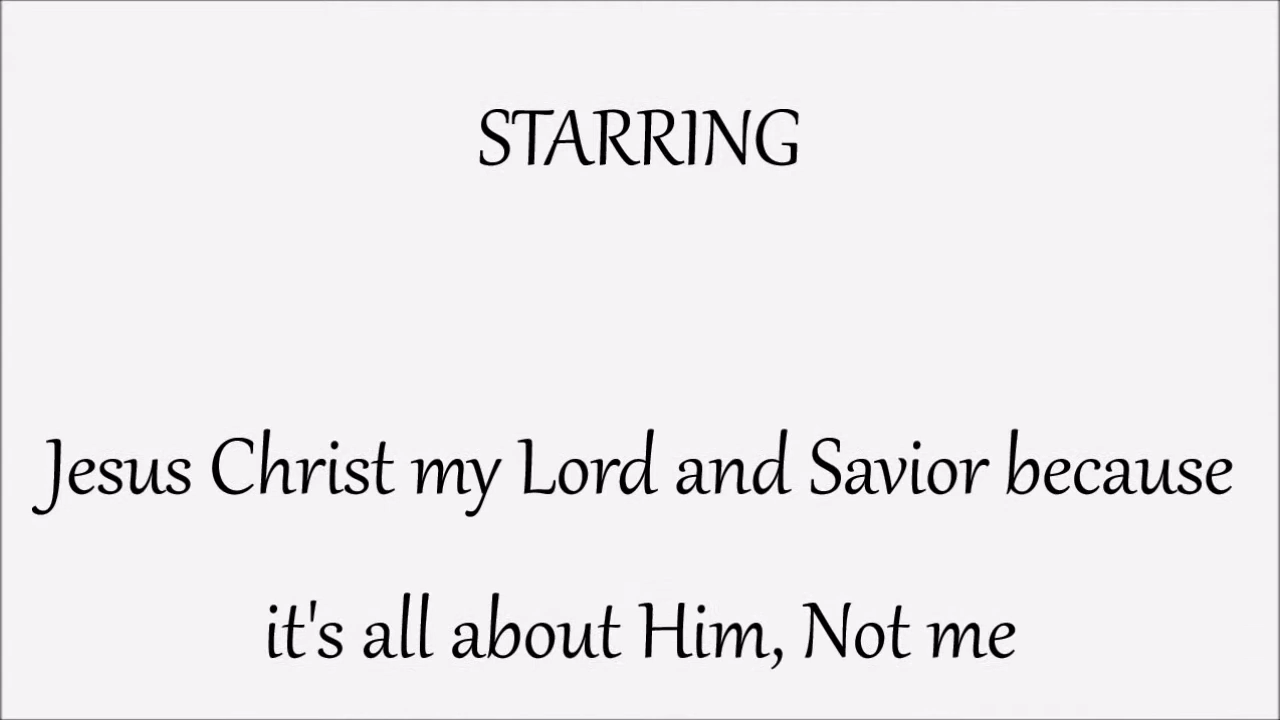 STARRING
Jesus Christ my Lord and Savior because
it's all about Him, Not me